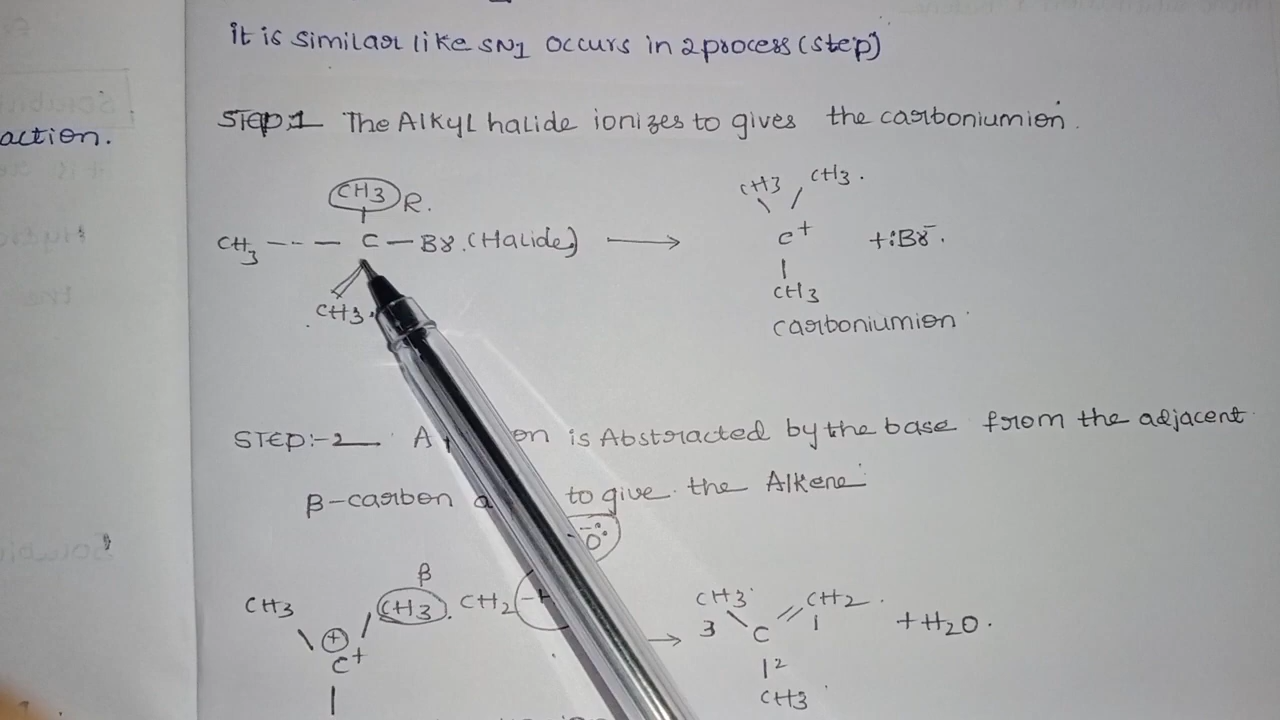 it is similar like SN1 occurs in 2 process (step)
action.
STEP:1 The Alkyl halide ionizes to gives the carboniumion.
CH3 R.
CH3 --- C — Br. (Halide) ⟶
CH3.
CH3 CH3.
C+ + :Br-.
CH3
carboniumion
STEP:-2 A on is Abstracted by the base from the adjacent
β-carbon a to give the Alkene
-:O:
β
CH3 CH3. CH2 - +
+
C+
CH3 CH2.
3 C 1 + H2O.
2
CH3